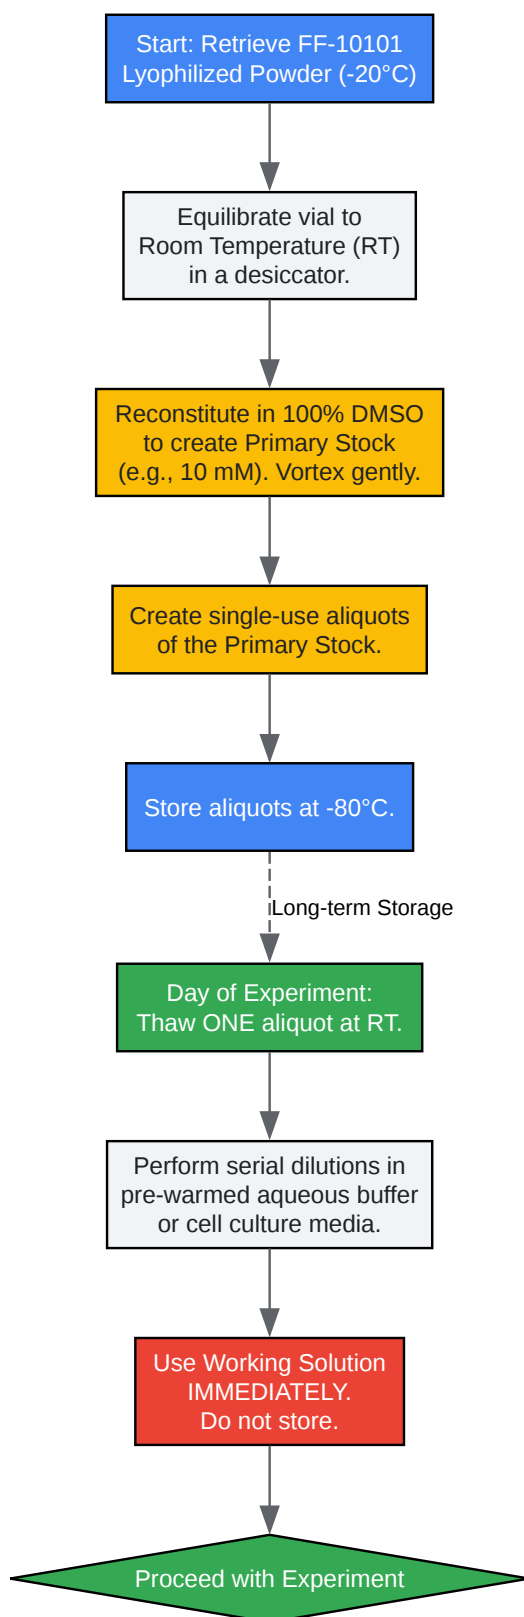 Start: Retrieve FF-10101
Lyophilized Powder (-20°C)
Equilibrate vial to
Room Temperature (RT)
in a desiccator.
Reconstitute in 100% DMSO
to create Primary Stock
(e.g., 10 mM). Vortex gently.
Create single-use aliquots
of the Primary Stock.
Store aliquots at -80°C.
Long-term Storage
Day of Experiment:
Thaw ONE aliquot at RT.
Perform serial dilutions in
pre-warmed aqueous buffer
or cell culture media.
Use Working Solution
IMMEDIATELY.
Do not store.
Proceed with Experiment